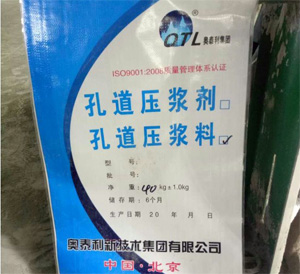 QTL 奥泰利集团
ISO9001:2008质量管理体系认证
孔道压浆剂□
孔道压浆料☑
型 号:
批 号:
净 重: 40 kg±1.0kg
储存期: 6个月
生产日期 20 年 月 日
奥泰利新技术集团有限公司
中国·北京